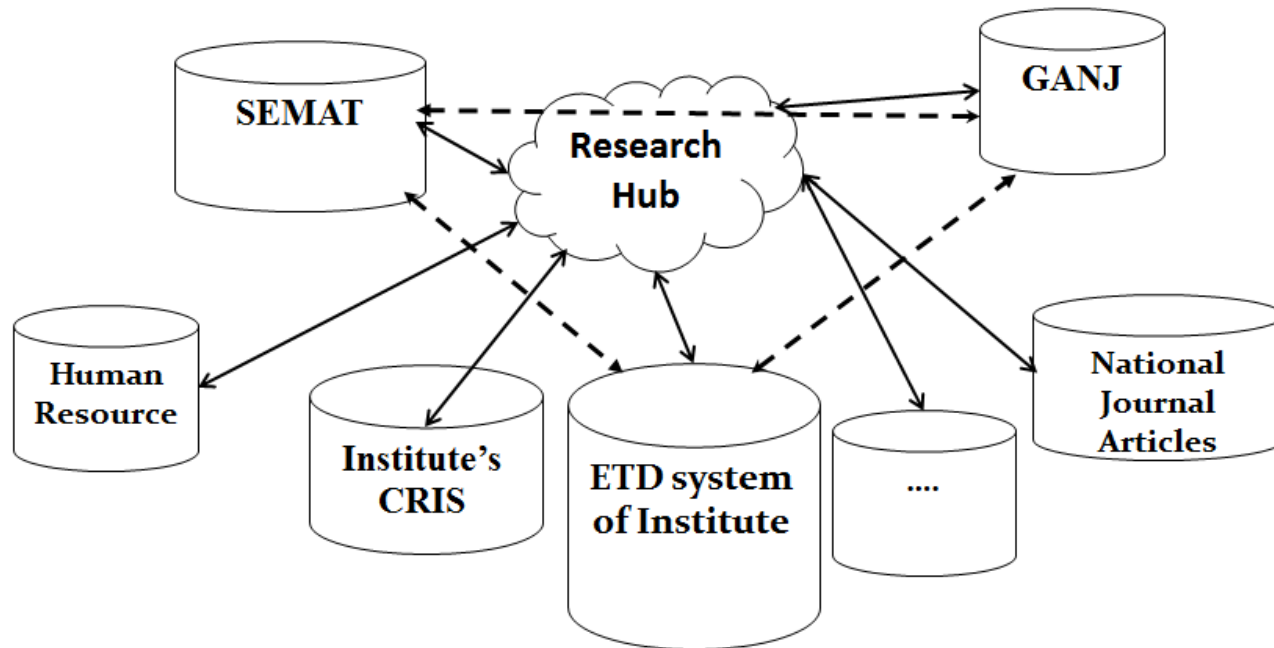 SEMAT
GANJ
Research
Hub
Human
Resource
Institute's
CRIS
ETD system
of Institute
....
National
Journal
Articles